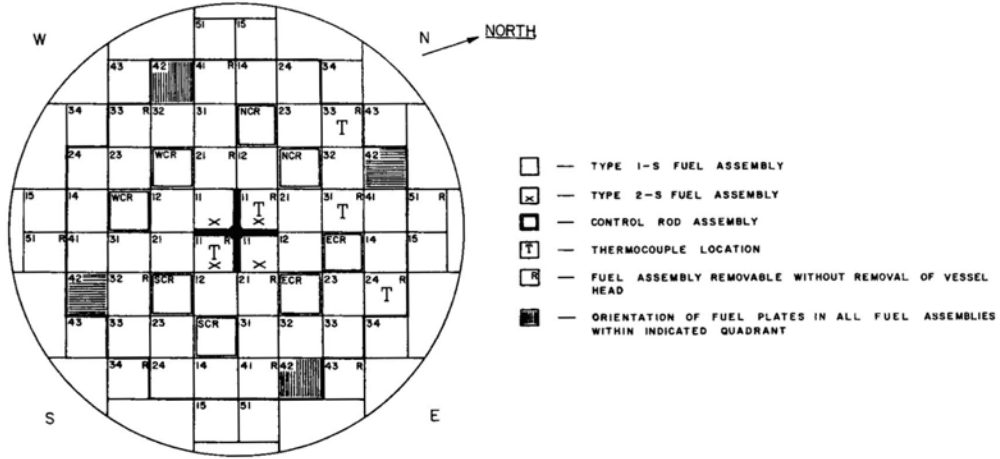 51 15
W N NORTH
43 42 41 R 14 24 34
34 33 R 32 31 NCR 23 33 R 43
T
24 23 WCR 21 R 12 NCR 32 42
15 14 WCR 12 11 11 R 21 31 R 41 51 R
T T
X X
51 R 41 31 21 11 R 11 12 ECR 14 15
T
X X
42 32 R SCR 12 21 R ECR 23 24 R
T
43 33 23 SCR 31 32 33 34
34 R 24 14 41 R 42 43 R
S 15 51 E
— TYPE 1-S FUEL ASSEMBLY
X — TYPE 2-S FUEL ASSEMBLY
— CONTROL ROD ASSEMBLY
T — THERMOCOUPLE LOCATION
R — FUEL ASSEMBLY REMOVABLE WITHOUT REMOVAL OF VESSEL
HEAD
— ORIENTATION OF FUEL PLATES IN ALL FUEL ASSEMBLIES
WITHIN INDICATED QUADRANT